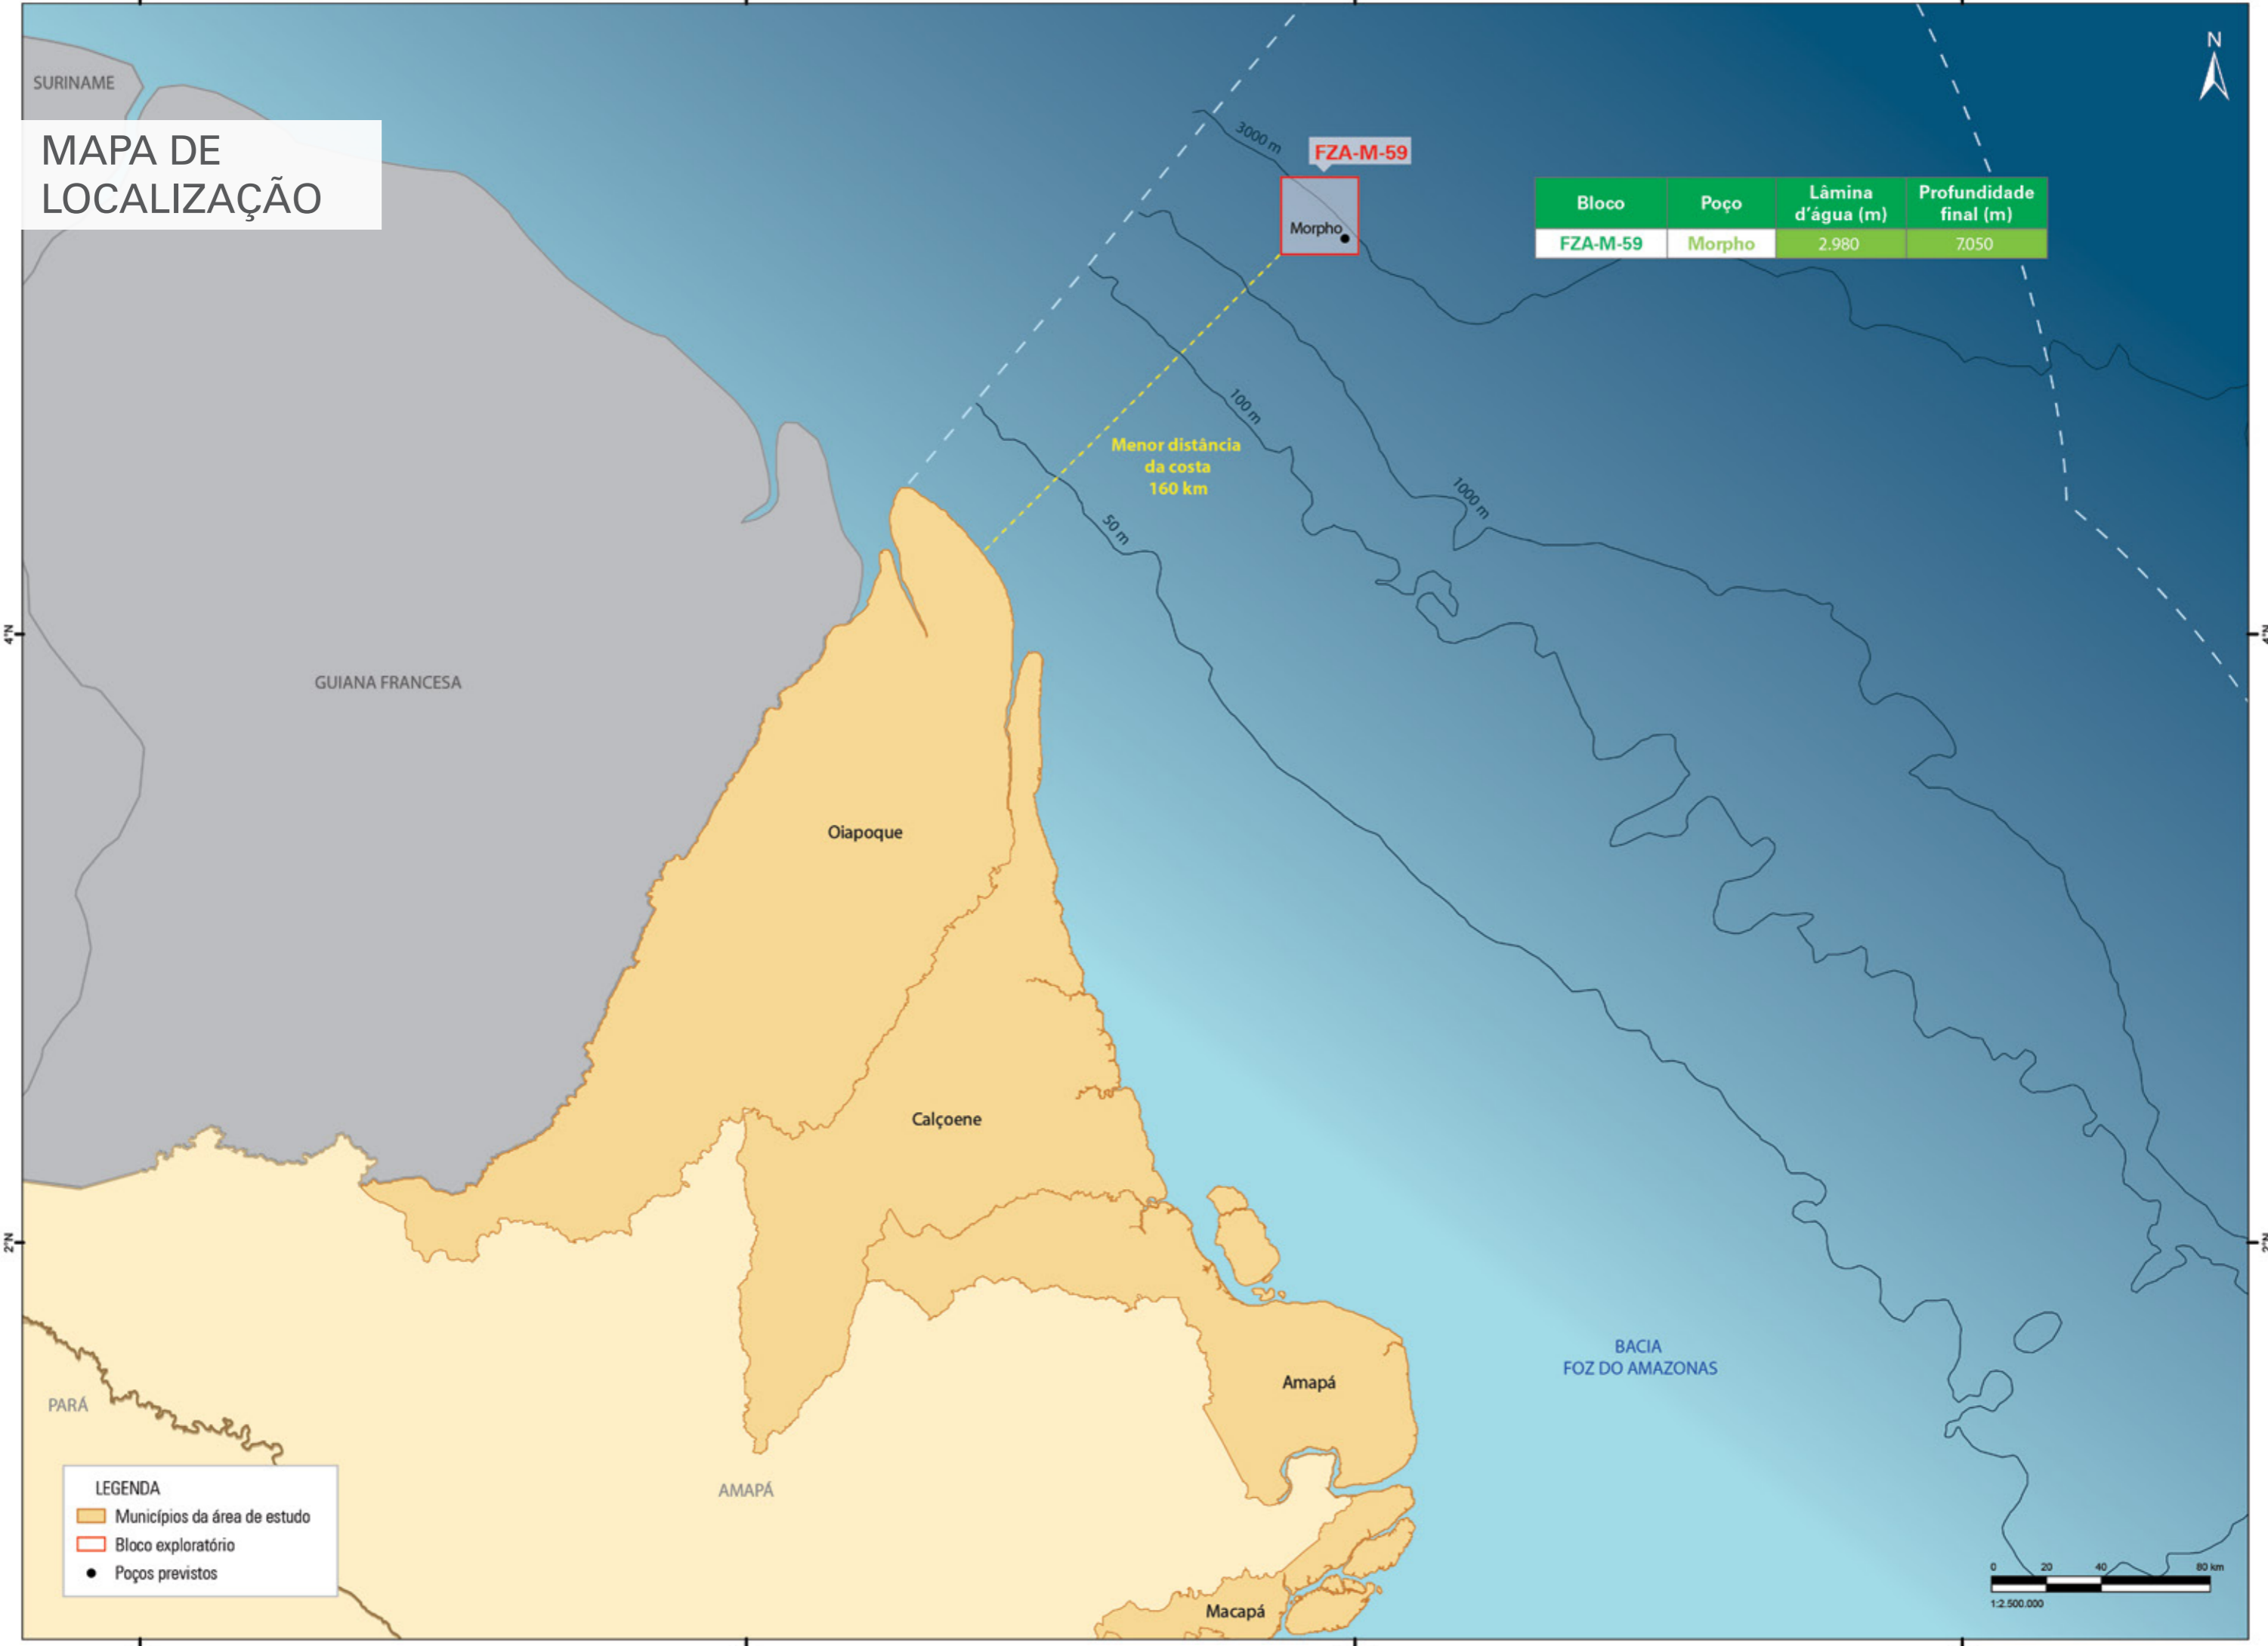 SURINAME
MAPA DE
LOCALIZAÇÃO
N
3000 m
FZA-M-59
Morpho
Bloco Poço Lâmina d'água (m) Profundidade final (m)
FZA-M-59 Morpho 2.980 7.050
100 m
Menor distância
da costa
160 km
1000 m
50 m
4°N
4°N
GUIANA FRANCESA
Oiapoque
Calçoene
2°N
2°N
BACIA
FOZ DO AMAZONAS
Amapá
PARÁ
AMAPÁ
LEGENDA
Municípios da área de estudo
Bloco exploratório
Poços previstos
0 20 40 80 km
1:2.500.000
Macapá